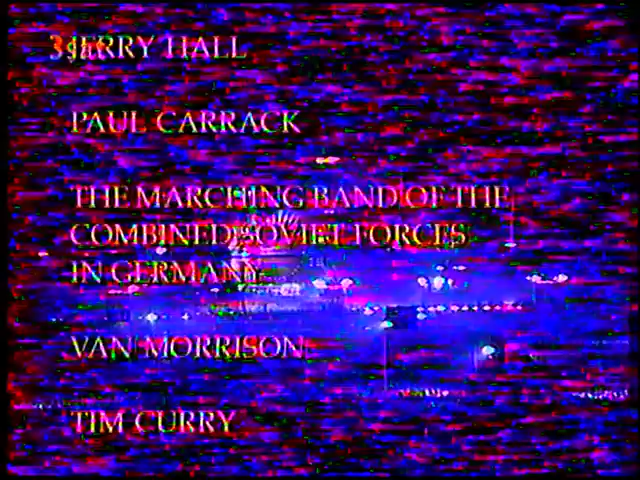 JERRY HALL
PAUL CARRACK
THE MARCHING BAND OF THE
COMBINED SOVIET FORCES
IN GERMANY
VAN MORRISON
TIM CURRY